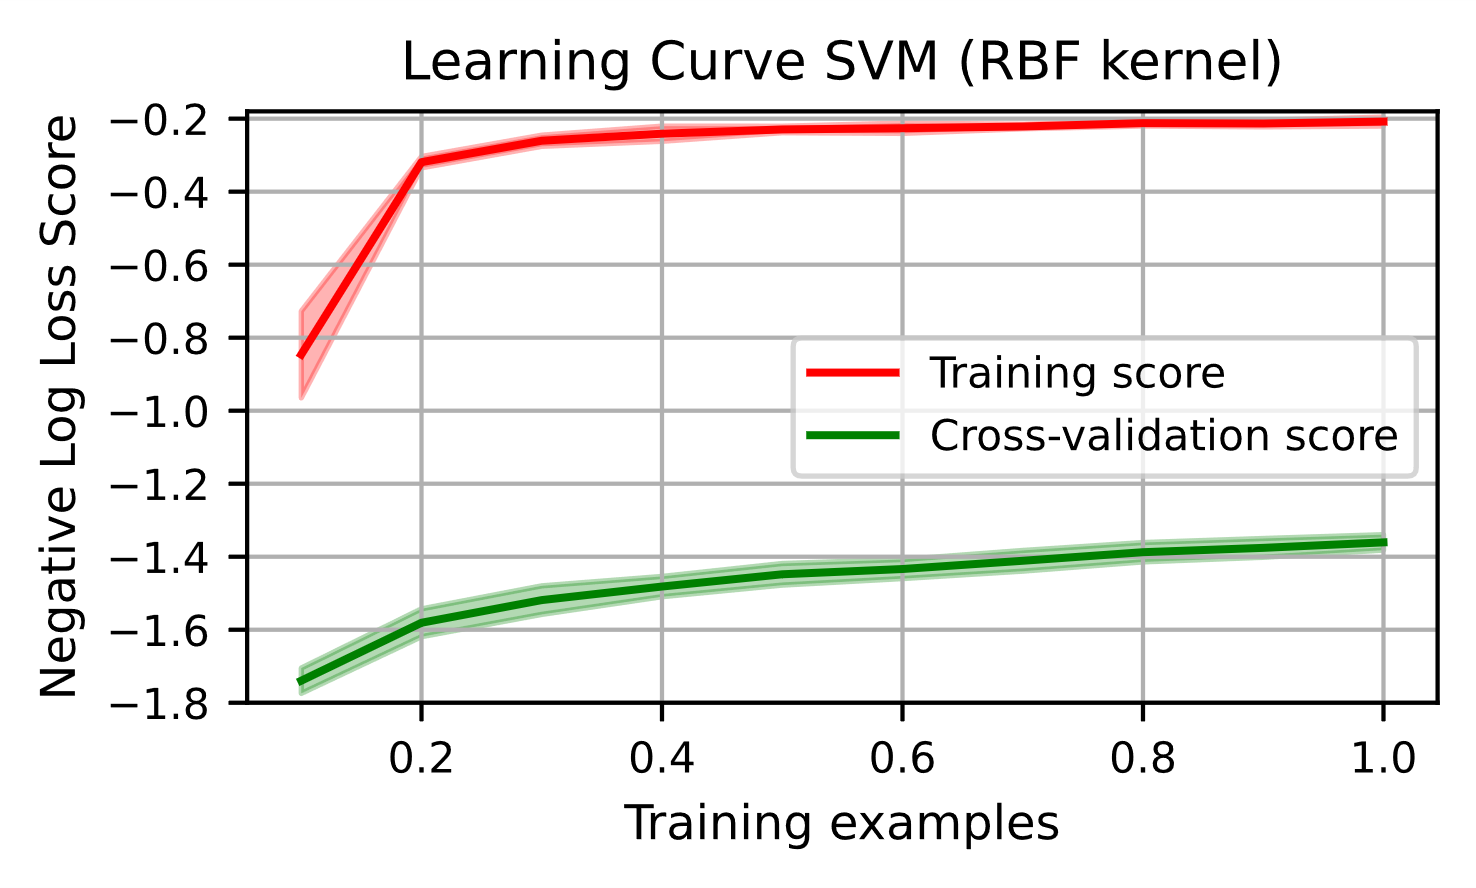 Learning Curve SVM (RBF kernel)
Negative Log Loss Score
−0.2
−0.4
−0.6
−0.8
−1.0
−1.2
−1.4
−1.6
−1.8
Training score
Cross-validation score
0.2 0.4 0.6 0.8 1.0
Training examples